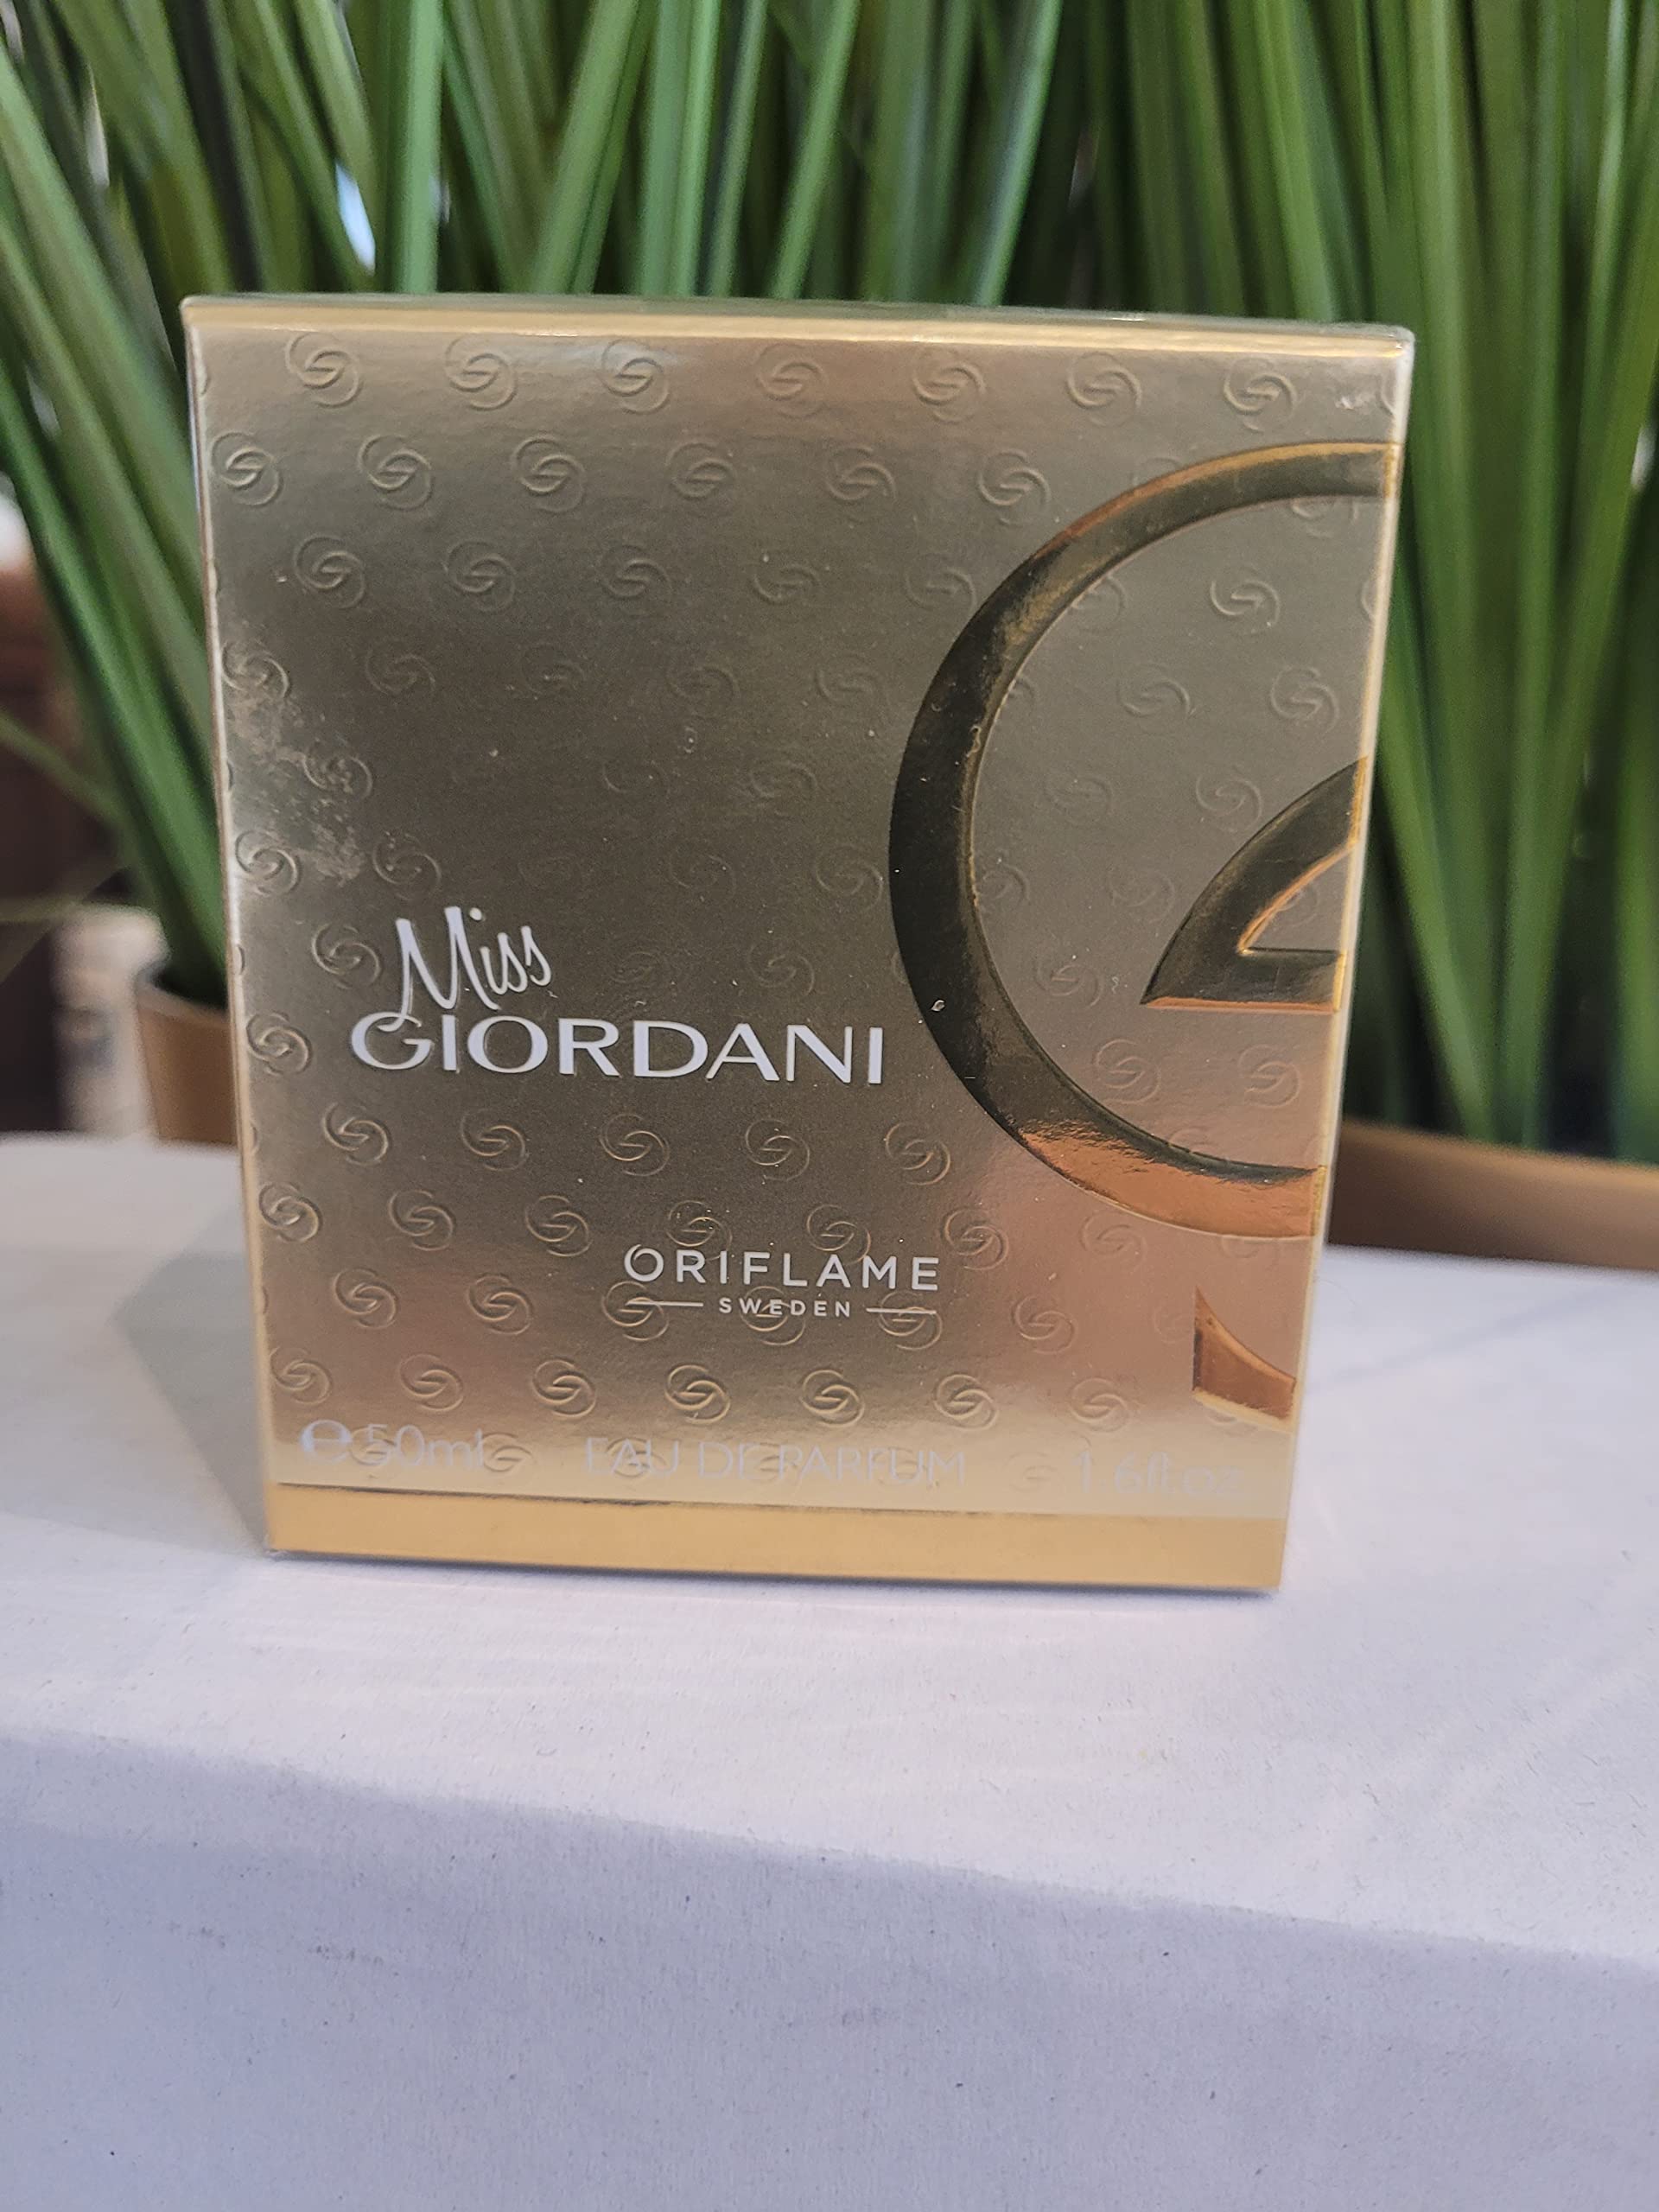 Miss
GIORDANI
ORIFLAME
SWEDEN
℮50ml EAU DE PARFUM 1.6fl.oz.